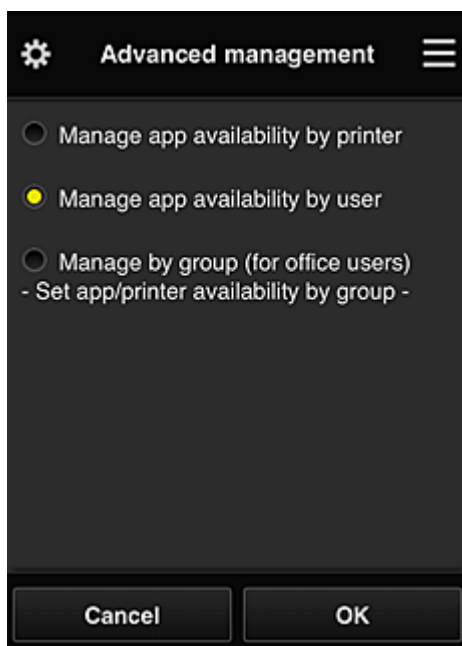 Advanced management
Manage app availability by printer
Manage app availability by user
Manage by group (for office users)
- Set app/printer availability by group -
Cancel
OK